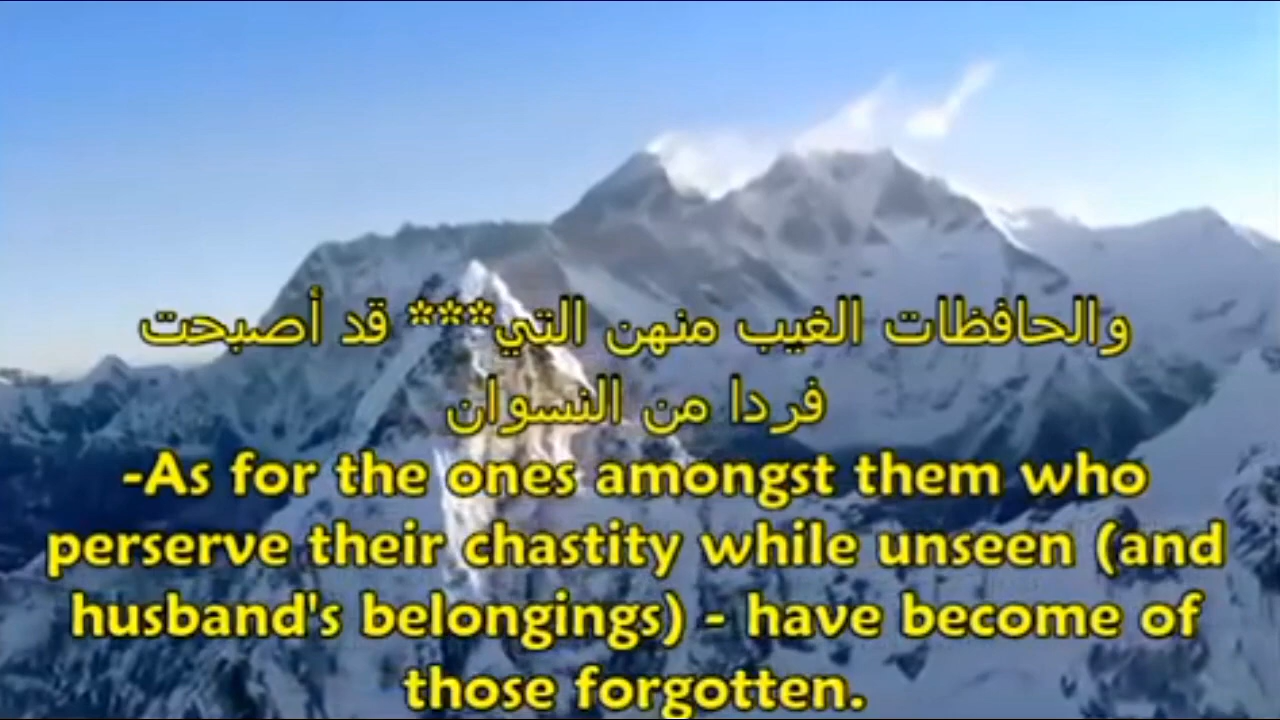 والحافظات الغيب منهن التي*** قد أصبحت
فردا من النسوان
-As for the ones amongst them who
perserve their chastity while unseen (and
husband's belongings) - have become of
those forgotten.